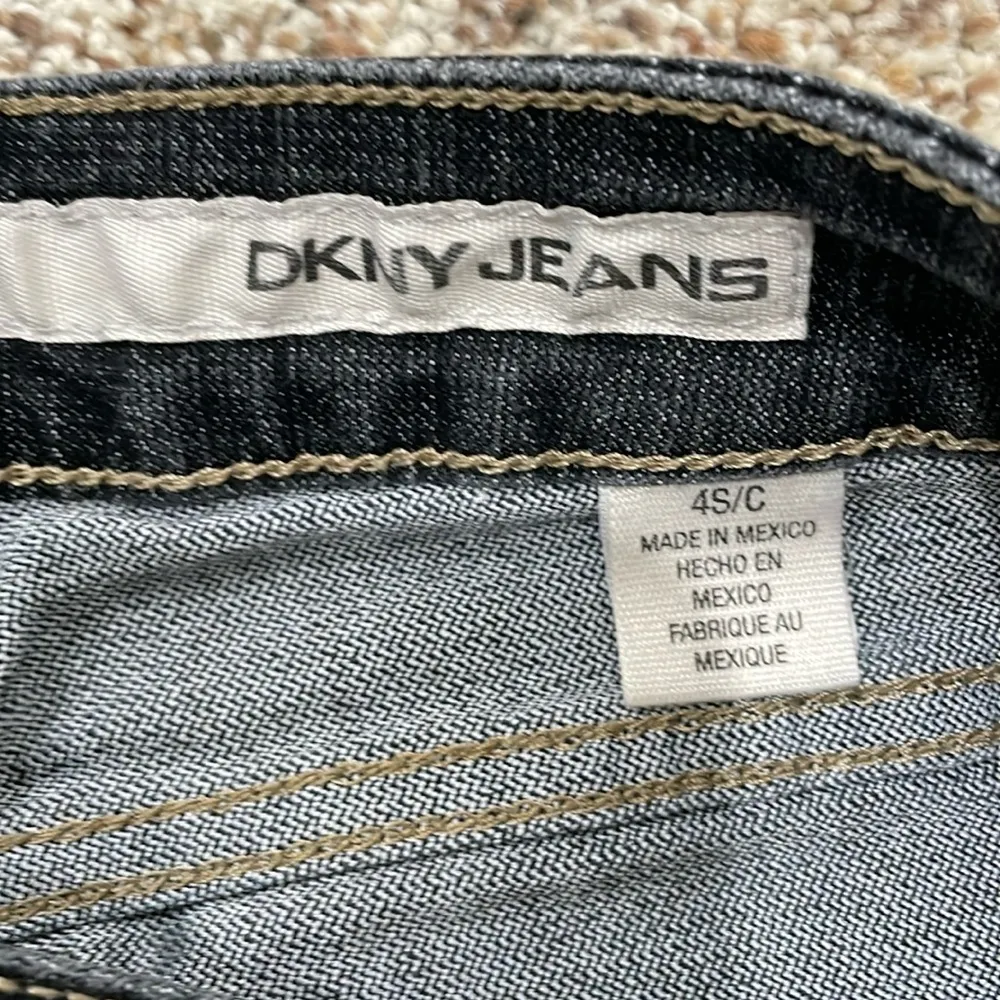 DKNY JEANS
4S/C
MADE IN MEXICO
HECHO EN
MEXICO
FABRIQUE AU
MEXIQUE